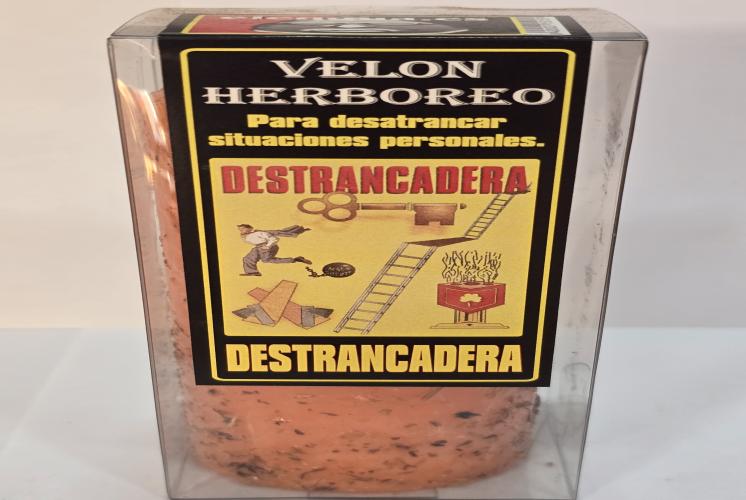 VELON
HERBOREO
Para desatrancar
situaciones personales.
DESTRANCADERA
DESTRANCADERA